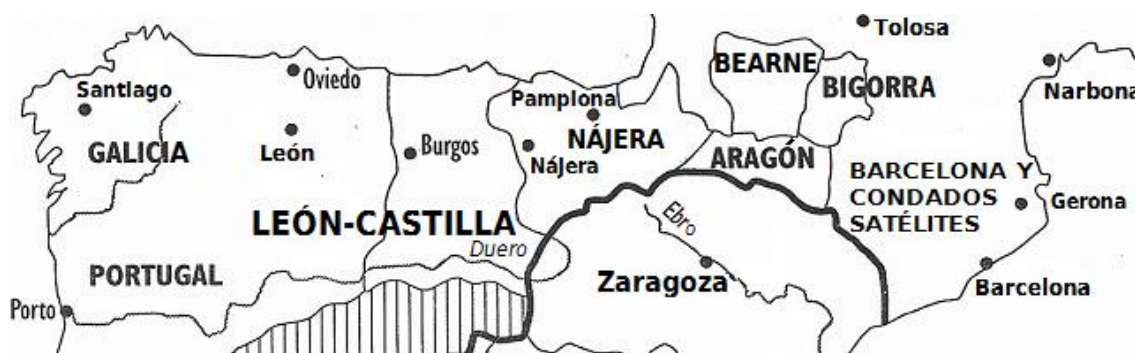 Tolosa
BEARNE
BIGORRA
Narbona
Oviedo
Santiago
Pamplona
NÁJERA
Burgos
León
GALICIA
Nájera
ARAGÓN
BARCELONA Y
CONDADOS
SATÉLITES
Gerona
LEÓN-CASTILLA
Ebro
Duero
PORTUGAL
Zaragoza
Barcelona
Porto